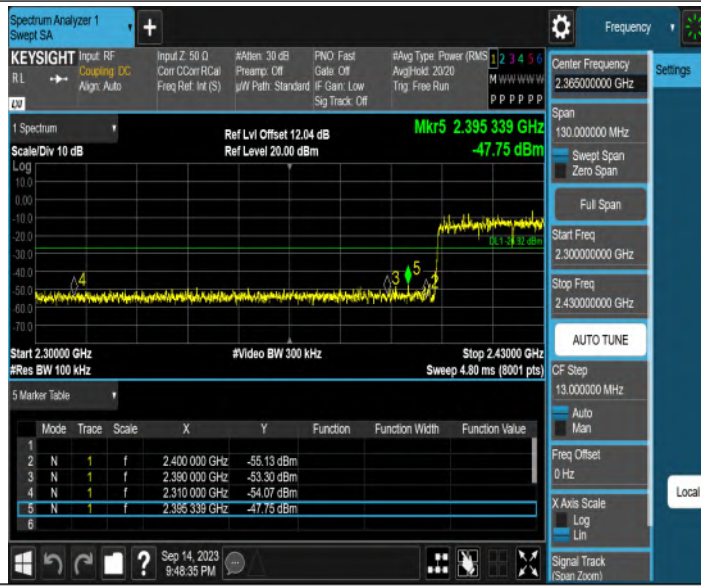 Spectrum Analyzer 1
Swept SA
Frequency
KEYSIGHT
RL
Input: RF
Coupling: DC
Align: Auto
Input Z: 50 Ω
Corr CCorr RCal
Freq Ref: Int (S)
#Atten: 30 dB
Preamp: Off
µW Path: Standard
PNO: Fast
Gate: Off
IF Gain: Low
Sig Track: Off
#Avg Type: Power (RMS
Avg|Hold: 20/20
Trig: Free Run
1 2 3 4 5 6
M W W W W W
P P P P P P
LXI
1 Spectrum
Scale/Div 10 dB
Ref Lvl Offset 12.04 dB
Ref Level 20.00 dBm
Mkr5 2.395 339 GHz
-47.75 dBm
Log
10.0
0.00
-10.0
-20.0
-30.0
-40.0
-50.0
-60.0
-70.0
4
3
5
2
Start 2.30000 GHz
#Res BW 100 kHz
#Video BW 300 kHz
Stop 2.43000 GHz
Sweep 4.80 ms (8001 pts)
5 Marker Table
Mode Trace Scale X Y Function Function Width Function Value
1
2 N 1 f 2.400 000 GHz -55.13 dBm
3 N 1 f 2.390 000 GHz -53.30 dBm
4 N 1 f 2.310 000 GHz -54.07 dBm
5 N 1 f 2.395 339 GHz -47.75 dBm
6
Sep 14, 2023
9:48:35 PM
Center Frequency
2.365000000 GHz
Span
130.000000 MHz
Swept Span
Zero Span
Full Span
Start Freq
2.300000000 GHz
Stop Freq
2.430000000 GHz
AUTO TUNE
CF Step
13.000000 MHz
Auto
Man
Freq Offset
0 Hz
X Axis Scale
Log
Lin
Signal Track
(Span Zoom)
Settings
Local